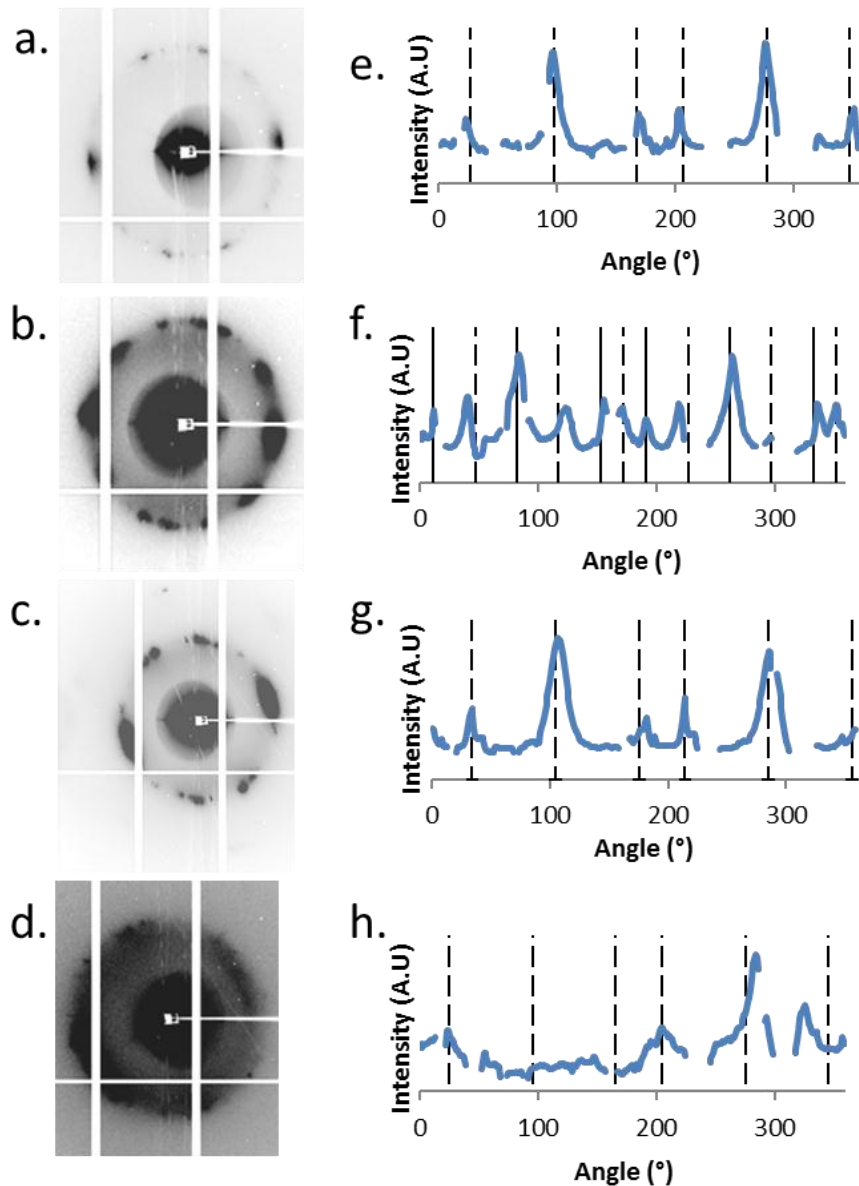 a.
e.
Intensity (A.U)
0 100 200 300
Angle (°)
b.
f.
Intensity (A.U)
0 100 200 300
Angle (°)
c.
g.
Intensity (A.U)
0 100 200 300
Angle (°)
d.
h.
Intensity (A.U)
0 100 200 300
Angle (°)